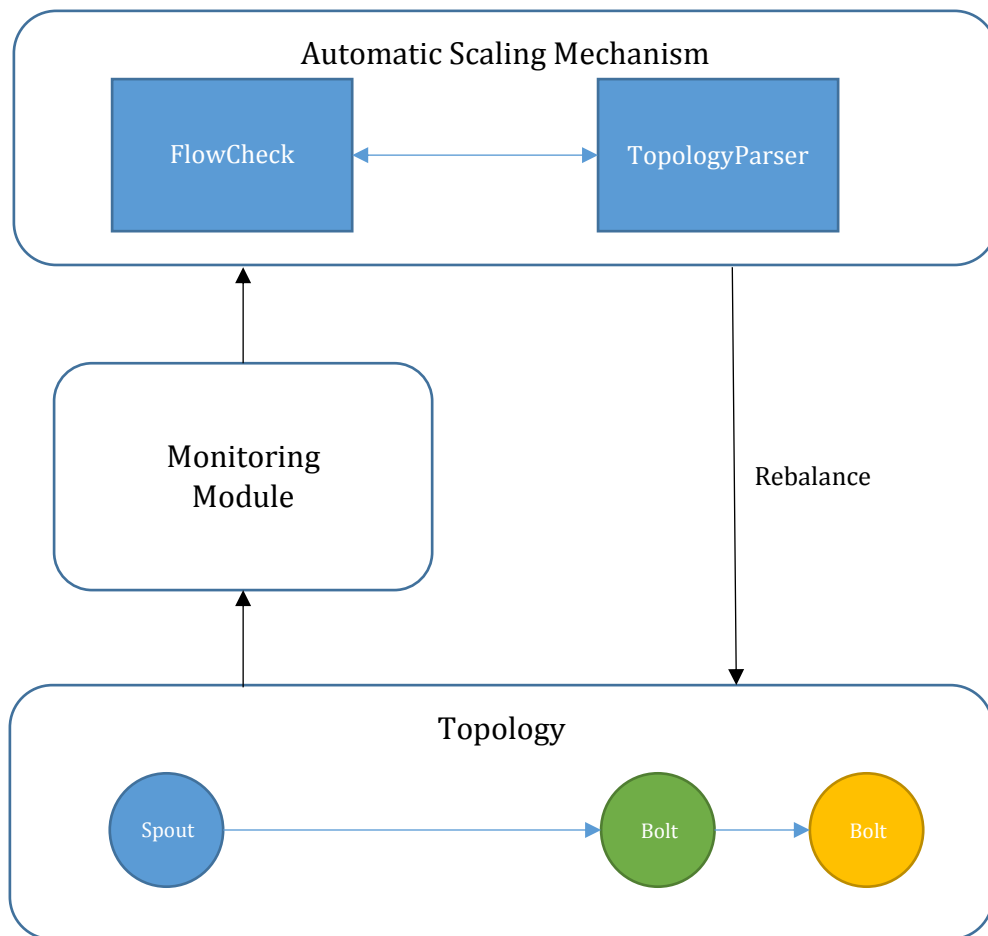 Automatic Scaling Mechanism
FlowCheck
TopologyParser
Monitoring
Module
Rebalance
Topology
Spout
Bolt
Bolt